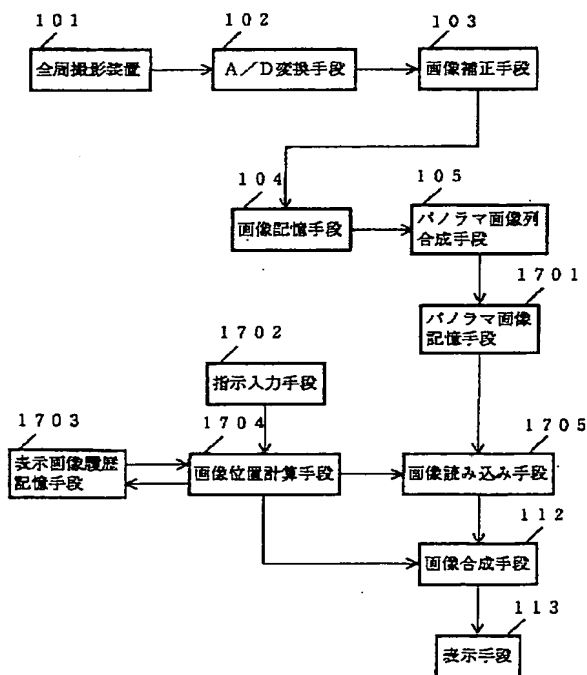 101
102
103
全周撮影装置
A/D変換手段
画像補正手段
104
105
画像記憶手段
パノラマ画像列
合成手段
1701
パノラマ画像
記憶手段
1702
指示入力手段
1703
1704
1705
表示画像履歴
記憶手段
画像位置計算手段
画像読み込み手段
112
画像合成手段
113
表示手段